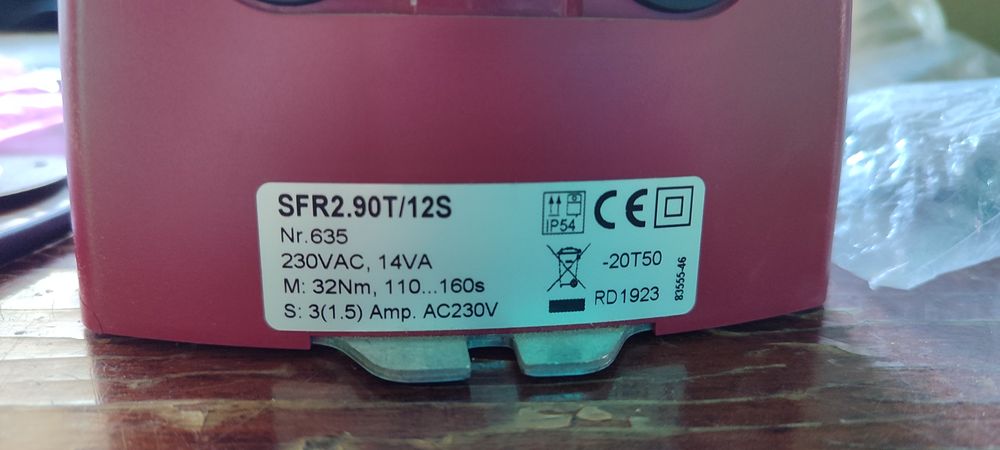 SFR2.90T/12S
Nr.635
230VAC, 14VA
M: 32Nm, 110...160s
S: 3(1.5) Amp. AC230V
IP54
CE
-20T50
RD1923
83555-46